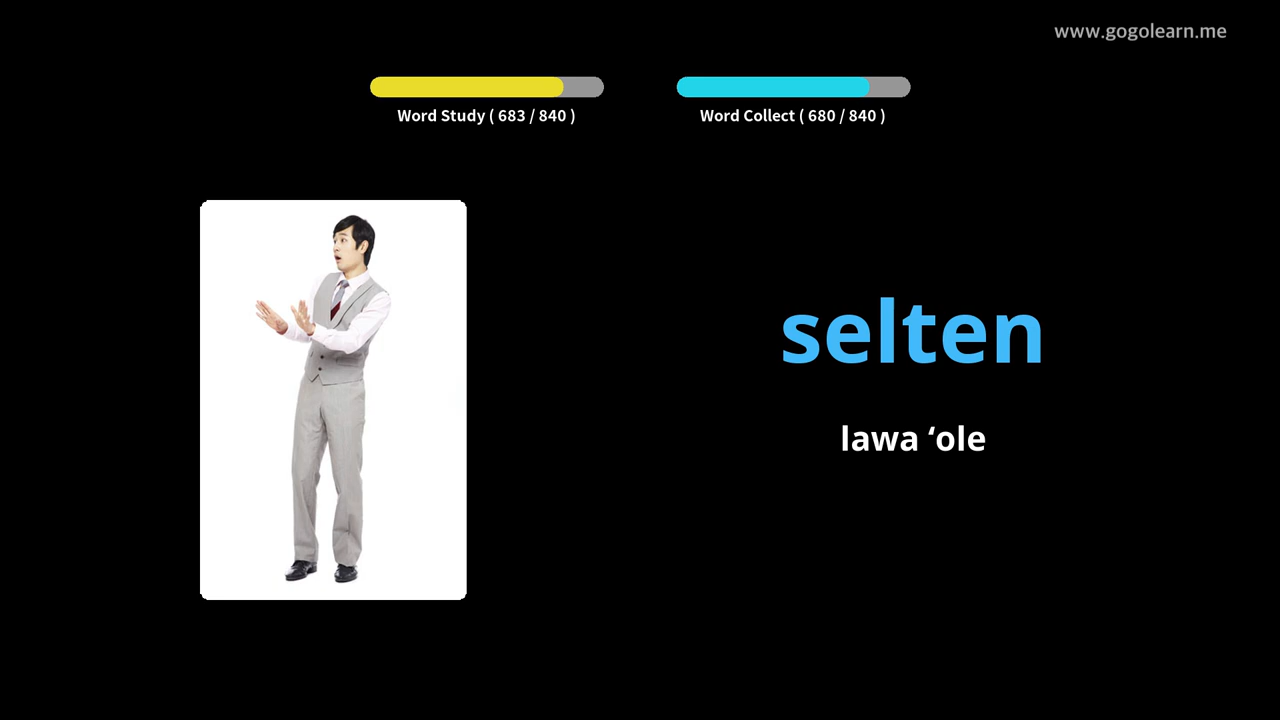 www.gogolearn.me
Word Study ( 683 / 840 )
Word Collect ( 680 / 840 )
selten
lawa ‘ole